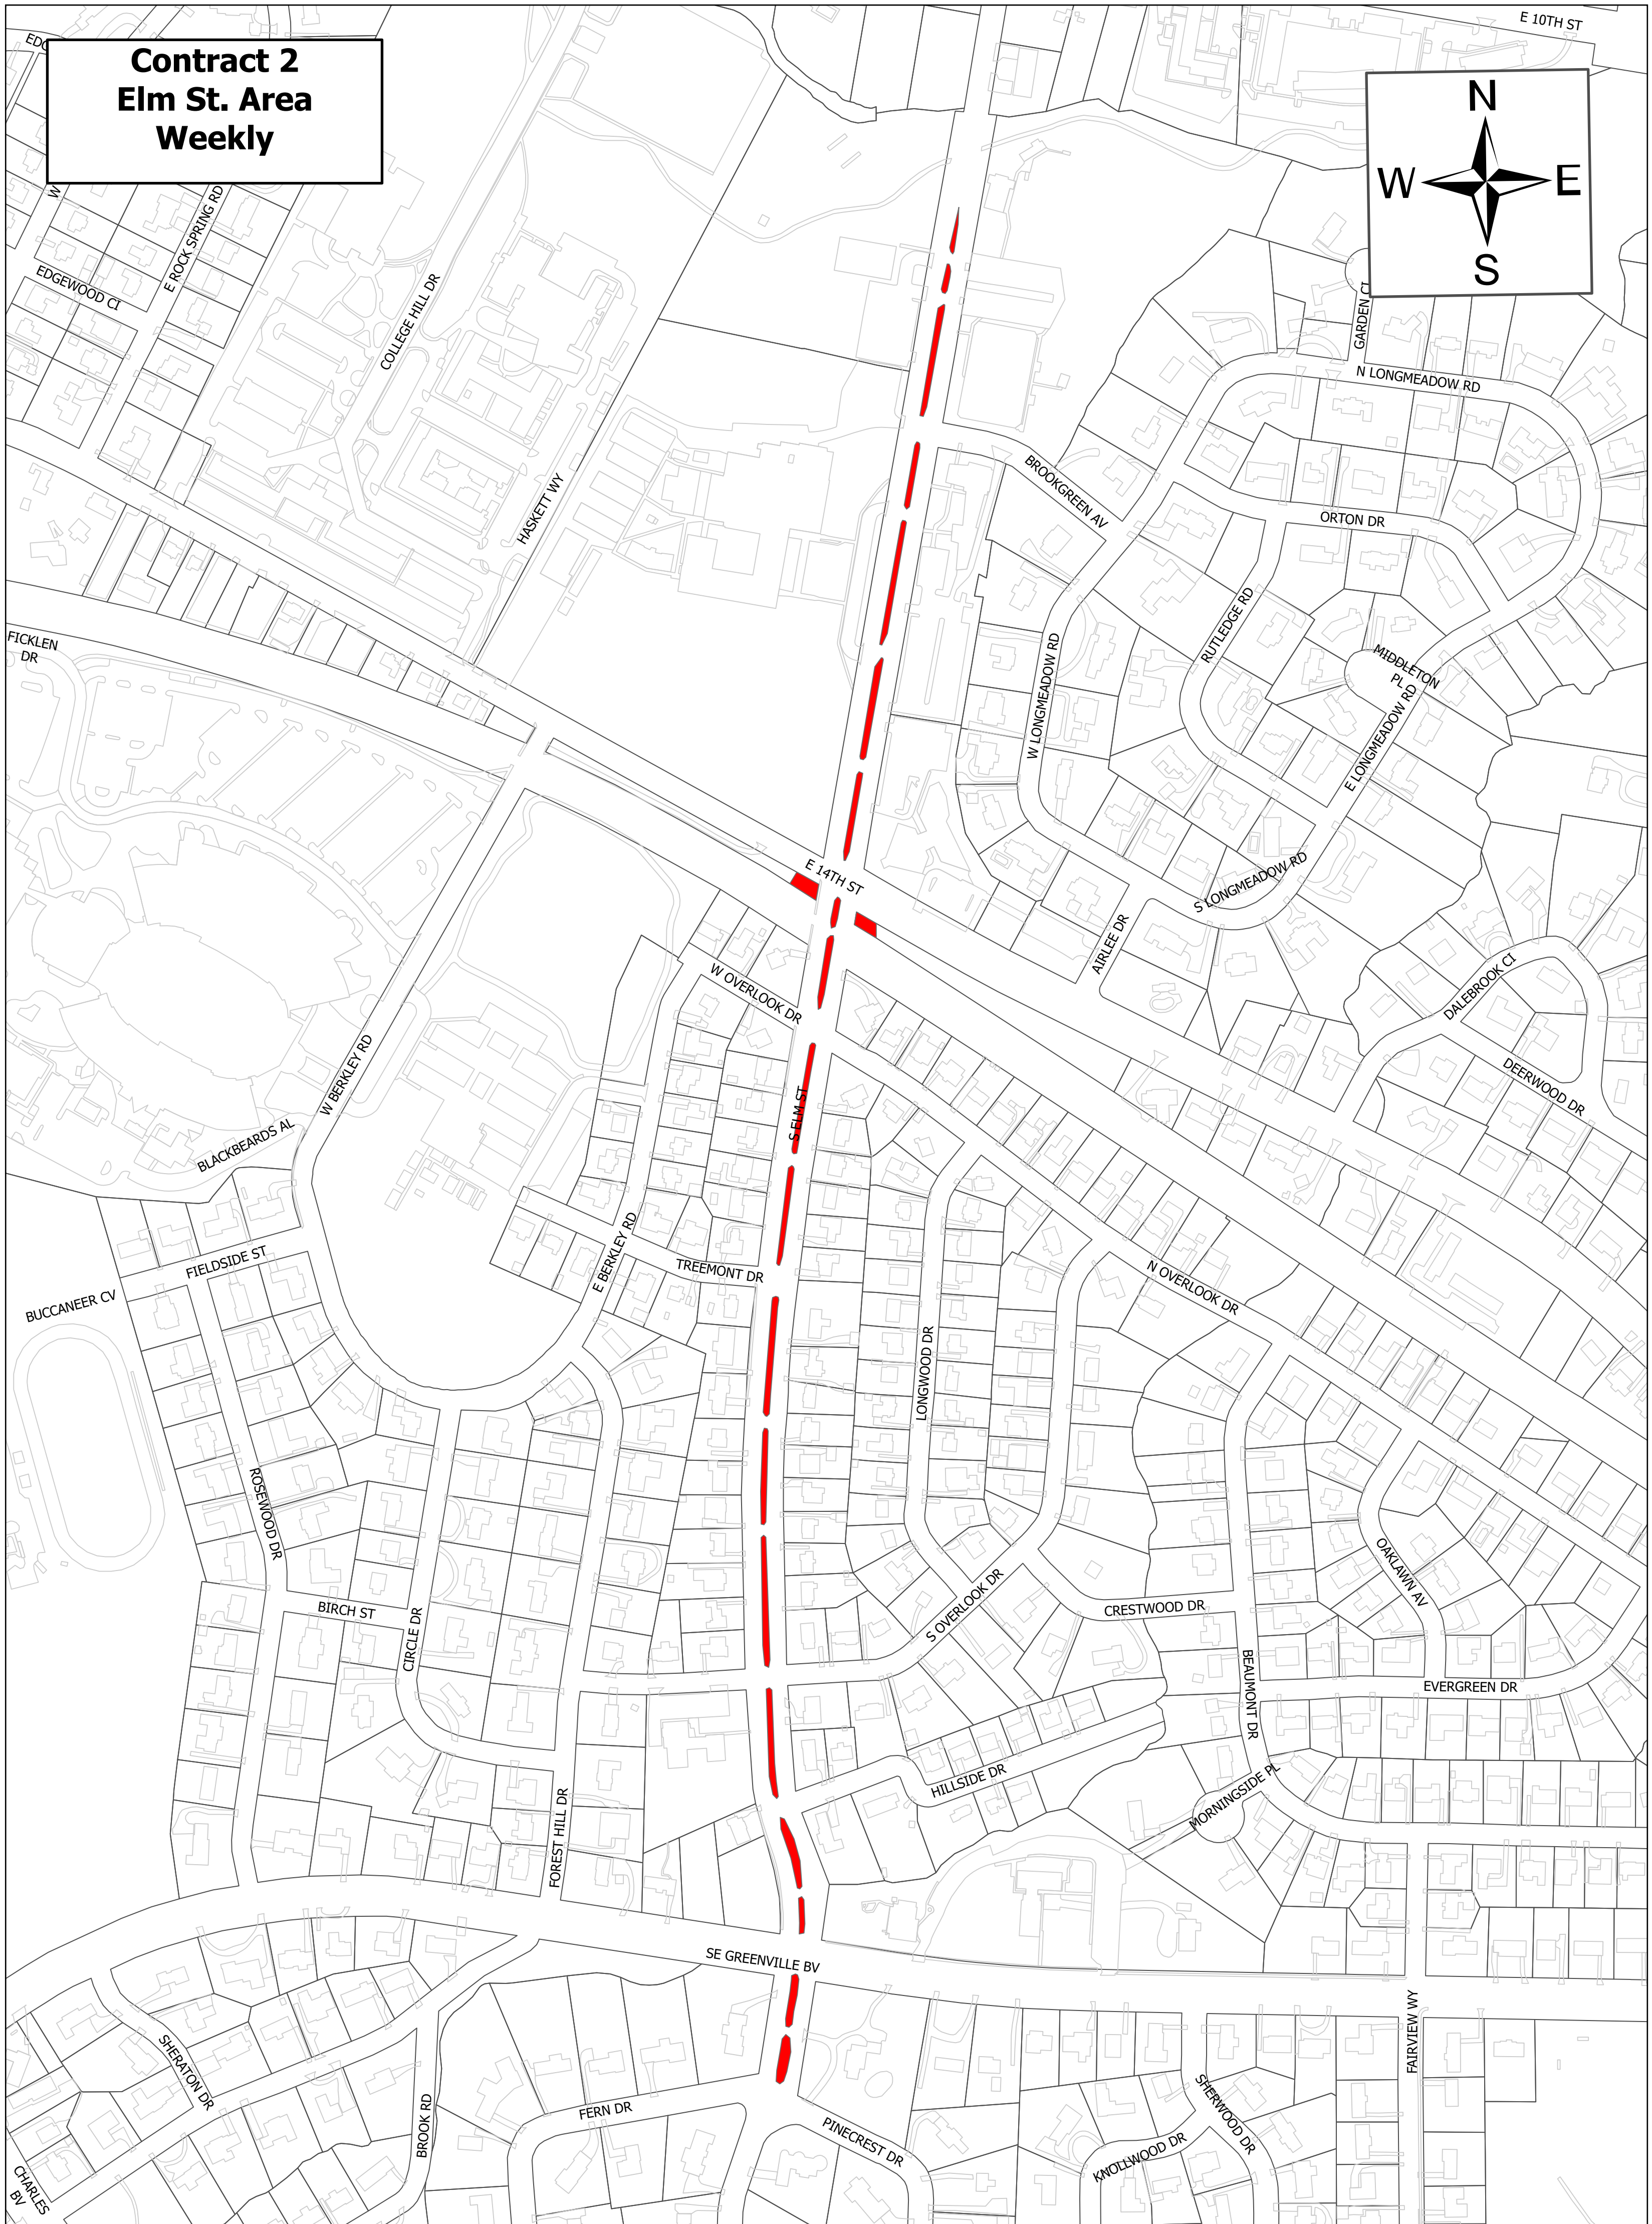 Contract 2
Elm St. Area
Weekly
E 10TH ST
N
W E
S
W
E ROCK SPRING RD
EDGEWOOD CI
COLLEGE HILL DR
HASKETT WY
GARDEN CI
N LONGMEADOW RD
BROOKGREEN AV
ORTON DR
RUTLEDGE RD
W LONGMEADOW RD
MIDDLETON
PL
E LONGMEADOW RD
FICKLEN
DR
E 14TH ST
S LONGMEADOW RD
AIRLEE DR
DALEBROOK CI
DEERWOOD DR
W OVERLOOK DR
W BERKLEY RD
S ELM ST
BLACKBEARDS AL
E BERKLEY RD
FIELDSIDE ST
TREEMONT DR
BUCCANEER CV
N OVERLOOK DR
LONGWOOD DR
ROSEWOOD DR
OAKLAWN AV
BIRCH ST
CIRCLE DR
S OVERLOOK DR
CRESTWOOD DR
BEAUMONT DR
EVERGREEN DR
HILLSIDE DR
MORNINGSIDE PL
FOREST HILL DR
SE GREENVILLE BV
FAIRVIEW WY
SHERATON DR
BROOK RD
FERN DR
PINECREST DR
SHERWOOD DR
KNOLLWOOD DR
CHARLES
BV